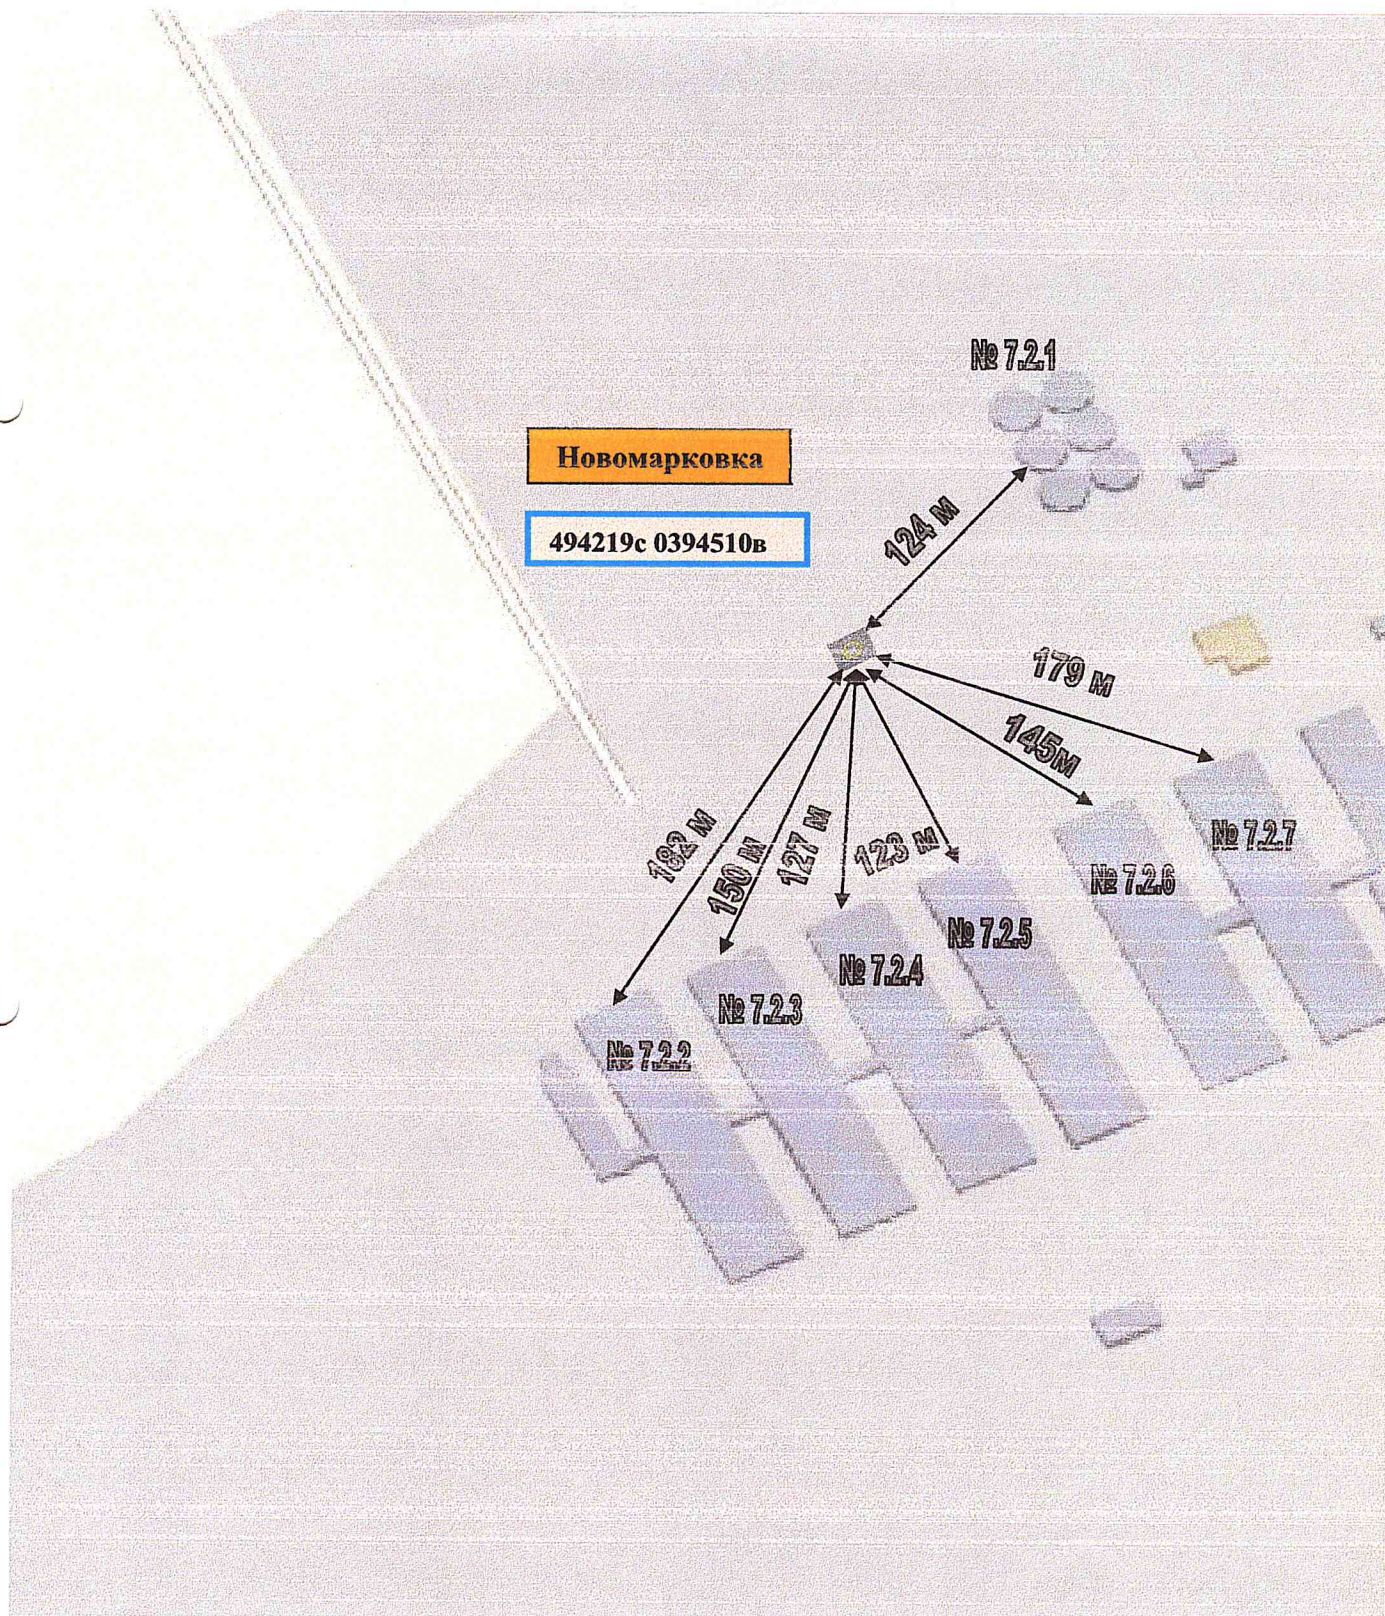 № 7.2.1
Новомарковка
494219с 0394510в
124 м
179 м
145м
182 м
150 м
127 м
123 м
№ 7.2.7
№ 7.2.6
№ 7.2.5
№ 7.2.4
№ 7.2.3
№ 7.2.2